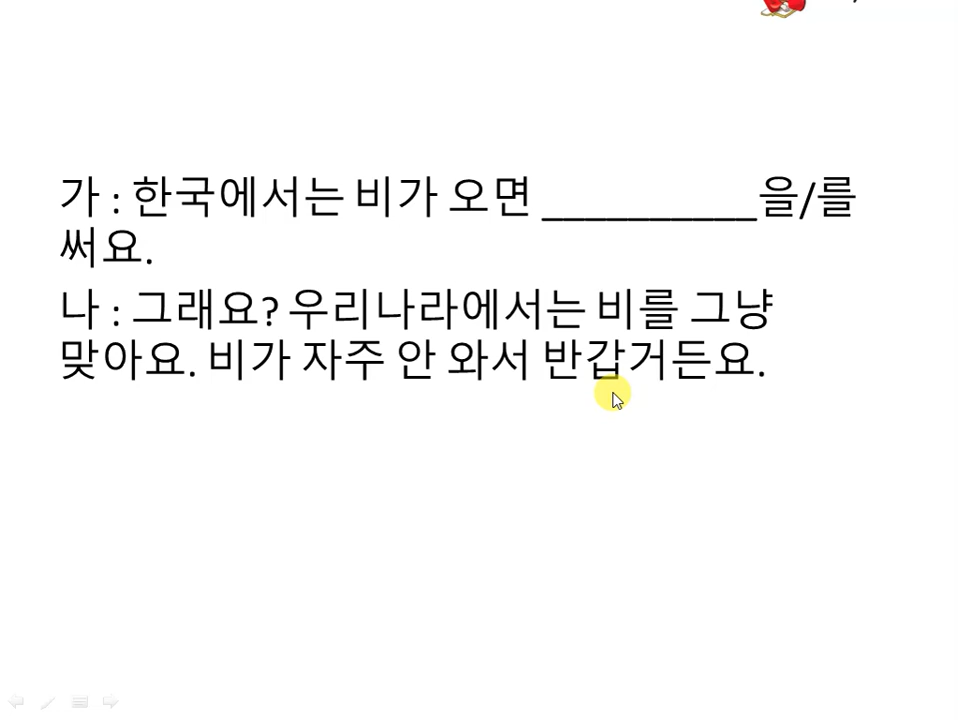 가 : 한국에서는 비가 오면 __________을/를
써요.
나 : 그래요? 우리나라에서는 비를 그냥
맞아요. 비가 자주 안 와서 반갑거든요.